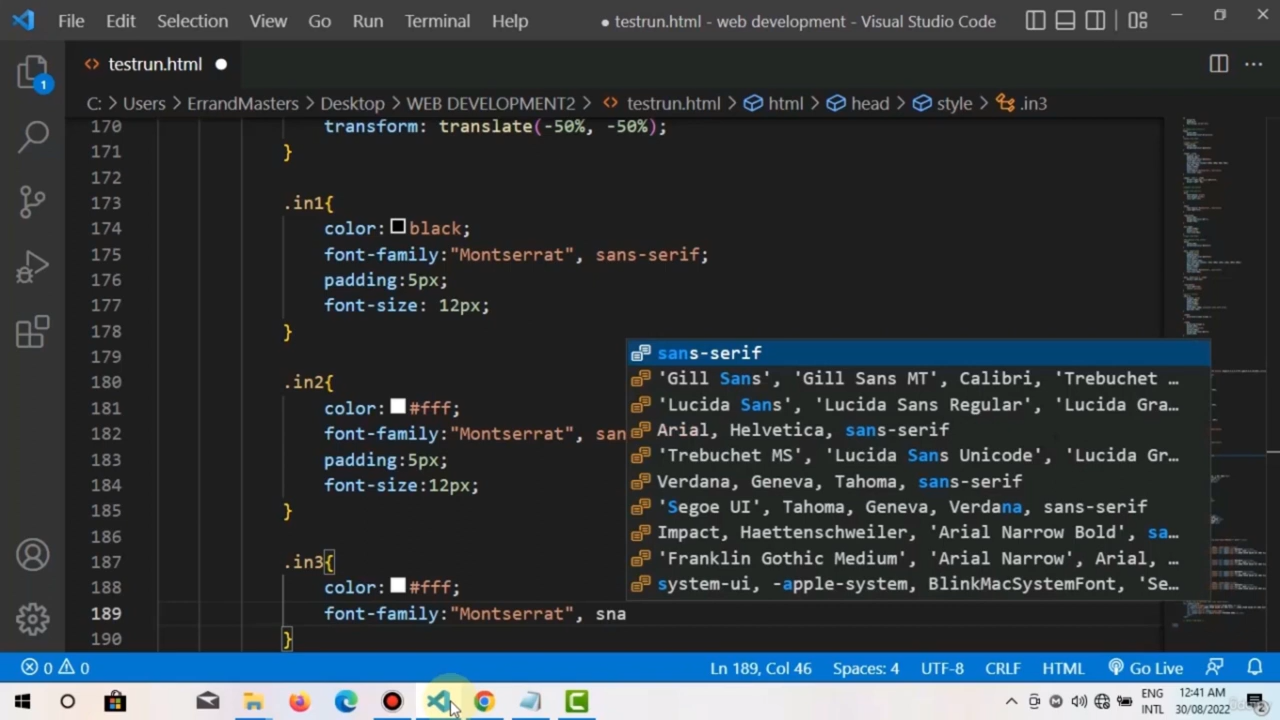 File Edit Selection View Go Run Terminal Help ● testrun.html - web development - Visual Studio Code
testrun.html
C: > Users > ErrandMasters > Desktop > WEB DEVELOPMENT2 > testrun.html > html > head > style > .in3
170 transform: translate(-50%, -50%);
171 }
172
173 .in1{
174 color: black;
175 font-family:"Montserrat", sans-serif;
176 padding:5px;
177 font-size: 12px;
178 }
179
180 .in2{
181 color: #fff;
182 font-family:"Montserrat", san
183 padding:5px;
184 font-size:12px;
185 }
186
187 .in3{
188 color: #fff;
189 font-family:"Montserrat", sna
190 }
sans-serif
'Gill Sans', 'Gill Sans MT', Calibri, 'Trebuchet …
'Lucida Sans', 'Lucida Sans Regular', 'Lucida Gra…
Arial, Helvetica, sans-serif
'Trebuchet MS', 'Lucida Sans Unicode', 'Lucida Gr…
Verdana, Geneva, Tahoma, sans-serif
'Segoe UI', Tahoma, Geneva, Verdana, sans-serif
Impact, Haettenschweiler, 'Arial Narrow Bold', sa…
'Franklin Gothic Medium', 'Arial Narrow', Arial, …
system-ui, -apple-system, BlinkMacSystemFont, 'Se…
1
0 0 Ln 189, Col 46 Spaces: 4 UTF-8 CRLF HTML Go Live
ENG 12:41 AM
INTL 30/08/2022 2